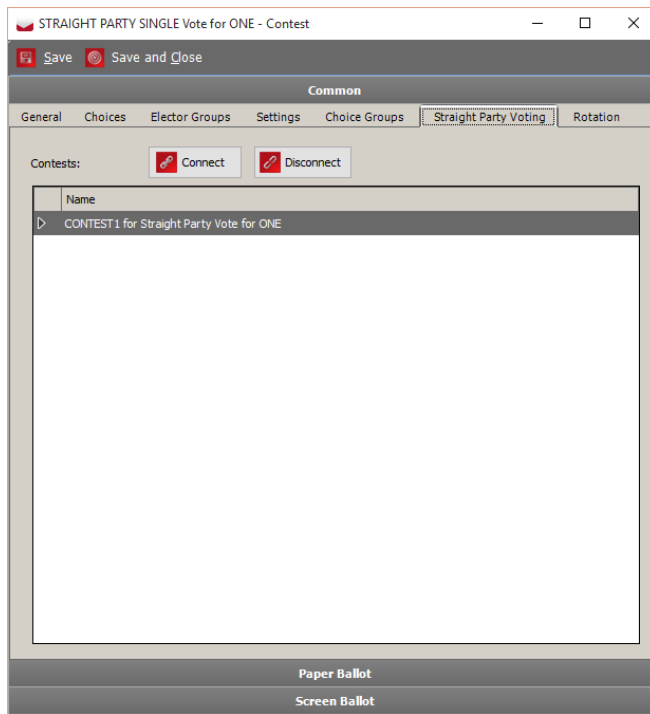 STRAIGHT PARTY SINGLE Vote for ONE - Contest
Save Save and Close
Common
General Choices Elector Groups Settings Choice Groups Straight Party Voting Rotation
Contests: Connect Disconnect
Name
CONTEST1 for Straight Party Vote for ONE
Paper Ballot
Screen Ballot